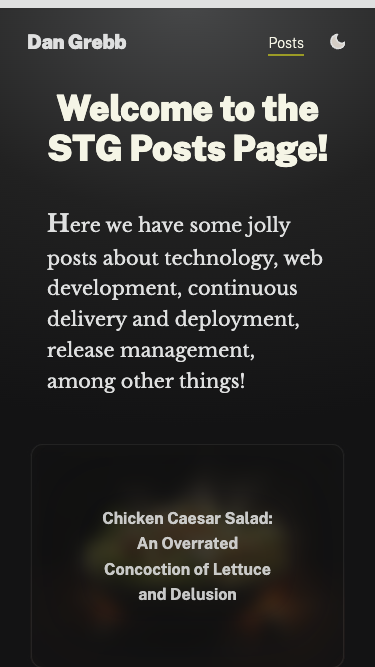 Dan Grebb
Posts
Welcome to the
STG Posts Page!
Here we have some jolly
posts about technology, web
development, continuous
delivery and deployment,
release management,
among other things!
Chicken Caesar Salad:
An Overrated
Concoction of Lettuce
and Delusion